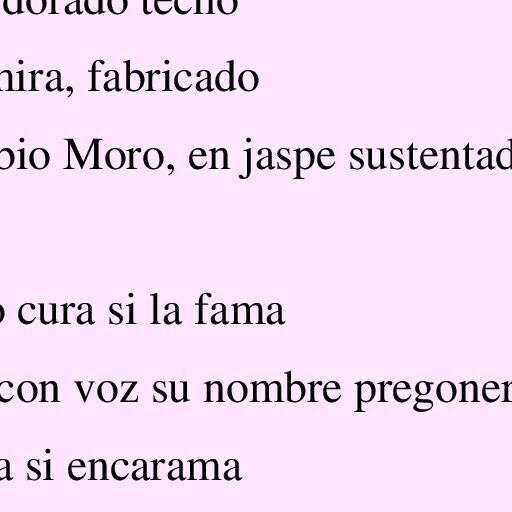 dorado techo
mira, fabricado
bio Moro, en jaspe sustentad
cura si la fama
con voz su nombre pregoner
a si encarama